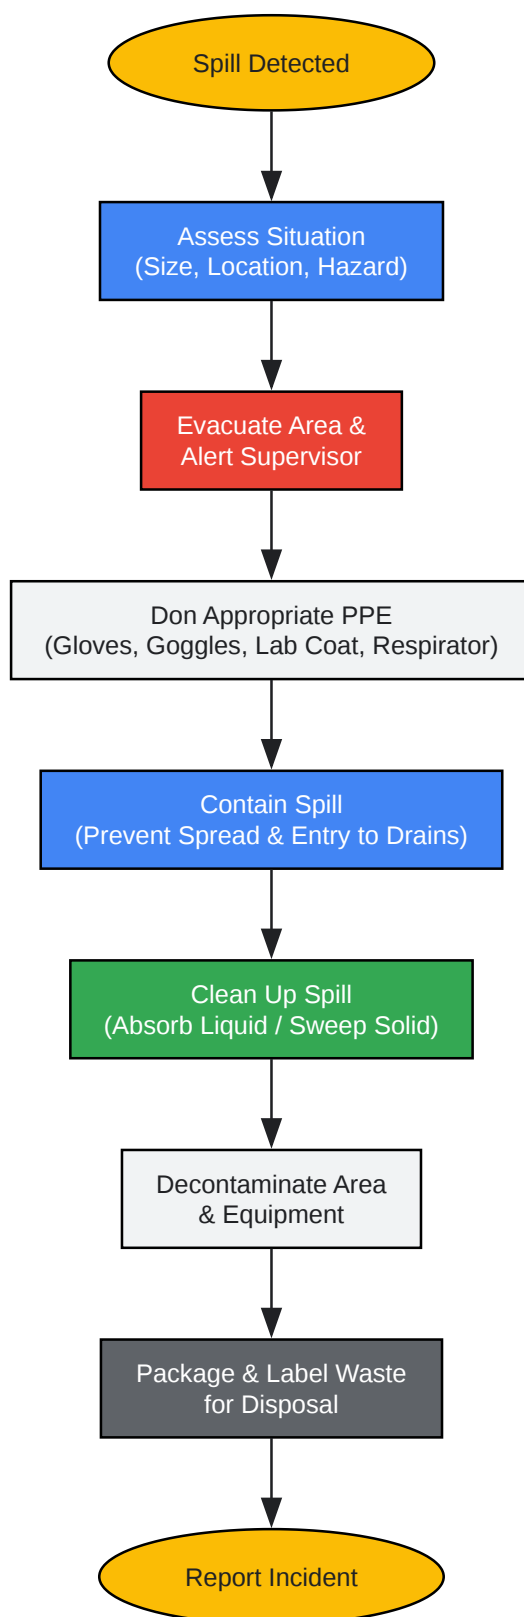 Spill Detected
Assess Situation
(Size, Location, Hazard)
Evacuate Area &
Alert Supervisor
Don Appropriate PPE
(Gloves, Goggles, Lab Coat, Respirator)
Contain Spill
(Prevent Spread & Entry to Drains)
Clean Up Spill
(Absorb Liquid / Sweep Solid)
Decontaminate Area
& Equipment
Package & Label Waste
for Disposal
Report Incident